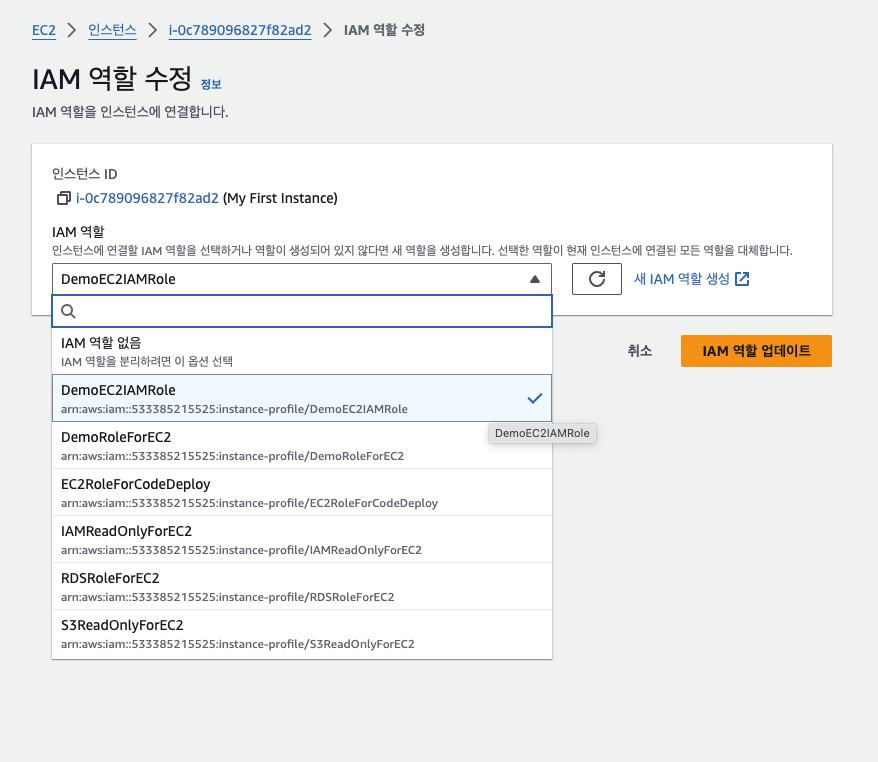 EC2 > 인스턴스 > i-0c789096827f82ad2 > IAM 역할 수정
IAM 역할 수정 정보
IAM 역할을 인스턴스에 연결합니다.
인스턴스 ID
i-0c789096827f82ad2 (My First Instance)
IAM 역할
인스턴스에 연결할 IAM 역할을 선택하거나 역할이 생성되어 있지 않다면 새 역할을 생성합니다. 선택한 역할이 현재 인스턴스에 연결된 모든 역할을 대체합니다.
DemoEC2IAMRole
새 IAM 역할 생성
IAM 역할 없음
IAM 역할을 분리하려면 이 옵션 선택
취소
IAM 역할 업데이트
DemoEC2IAMRole
arn:aws:iam::533385215525:instance-profile/DemoEC2IAMRole
DemoEC2IAMRole
DemoRoleForEC2
arn:aws:iam::533385215525:instance-profile/DemoRoleForEC2
EC2RoleForCodeDeploy
arn:aws:iam::533385215525:instance-profile/EC2RoleForCodeDeploy
IAMReadOnlyForEC2
arn:aws:iam::533385215525:instance-profile/IAMReadOnlyForEC2
RDSRoleForEC2
arn:aws:iam::533385215525:instance-profile/RDSRoleForEC2
S3ReadOnlyForEC2
arn:aws:iam::533385215525:instance-profile/S3ReadOnlyForEC2